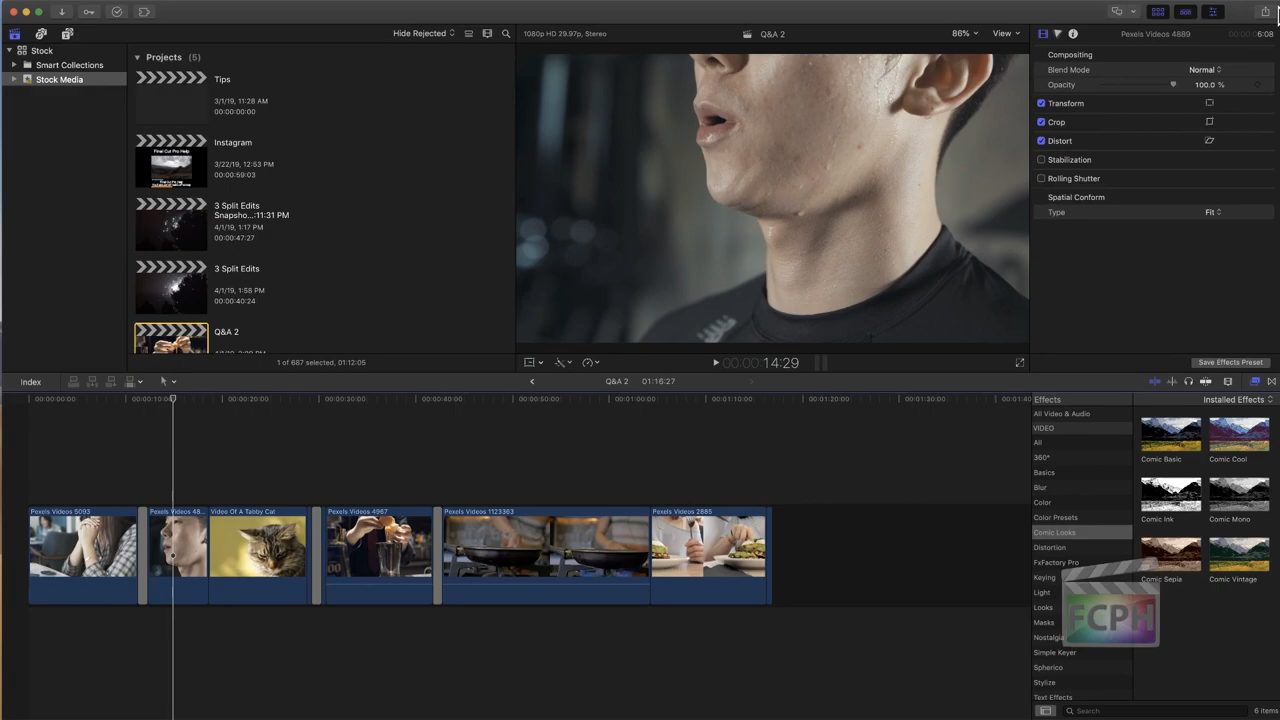 Hide Rejected
1080p HD 29.97p, Stereo
Q&A 2
86%
View
Pexels Videos 4889
6:08
Stock
Smart Collections
Stock Media
Projects (5)
Tips
3/1/19, 11:28 AM
00:00:00:00
Instagram
3/22/19, 12:53 PM
00:00:59:03
Final Cut Pro Help
3 Split Edits
Snapsho...:11:31 PM
4/1/19, 1:17 PM
00:00:47:27
3 Split Edits
4/1/19, 1:58 PM
00:00:40:24
Q&A 2
1 of 687 selected, 01:12:05
00:00:14:29
Compositing
Blend Mode
Normal
Opacity
100.0 %
Transform
Crop
Distort
Stabilization
Rolling Shutter
Spatial Conform
Type
Fit
Save Effects Preset
Index
Q&A 2
01:16:27
00:00:00:00
00:00:10:00
00:00:20:00
00:00:30:00
00:00:40:00
00:00:50:00
00:01:00:00
00:01:10:00
00:01:20:00
00:01:30:00
00:01:40
Pexels Videos 5093
Pexels Videos 48...
Video Of A Tabby Cat
Pexels Videos 4967
Pexels Videos 1123363
Pexels Videos 2886
Effects
Installed Effects
All Video & Audio
VIDEO
All
360°
Basics
Blur
Color
Color Presets
Comic Looks
Distortion
FxFactory Pro
Keying
Light
Looks
Masks
Nostalgia
Simple Keyer
Spherico
Stylize
Text Effects
Comic Basic
Comic Cool
Comic Ink
Comic Mono
Comic Sepia
Comic Vintage
FCPH
Search
6 items